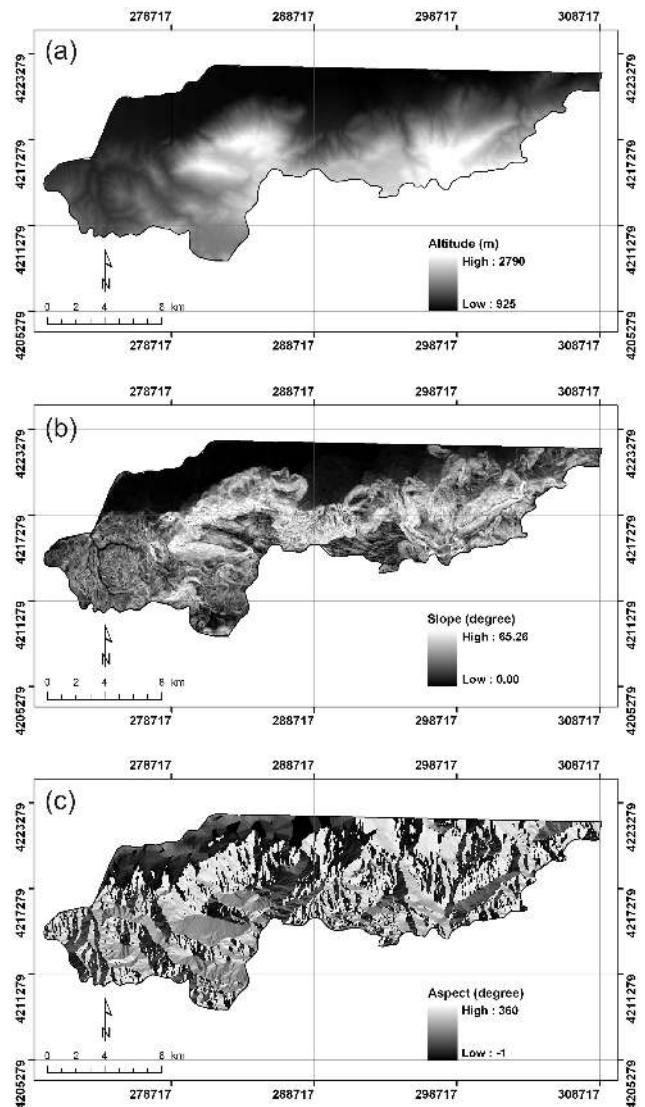 278717 288717 298717 308717
(a)
4223279 4223279
4217279 4217279
4211279 4211279
4205279 4205279
Altitude (m)
High : 2790
Low : 925
N
0 2 4 8 km
278717 288717 298717 308717
278717 288717 298717 308717
(b)
4223279 4223279
4217279 4217279
4211279 4211279
4205279 4205279
Slope (degree)
High : 65.26
Low : 0.00
N
0 2 4 8 km
278717 288717 298717 308717
278717 288717 298717 308717
(c)
4223279 4223279
4217279 4217279
4211279 4211279
4205279 4205279
Aspect (degree)
High : 360
Low : -1
N
0 2 4 8 km
278717 288717 298717 308717